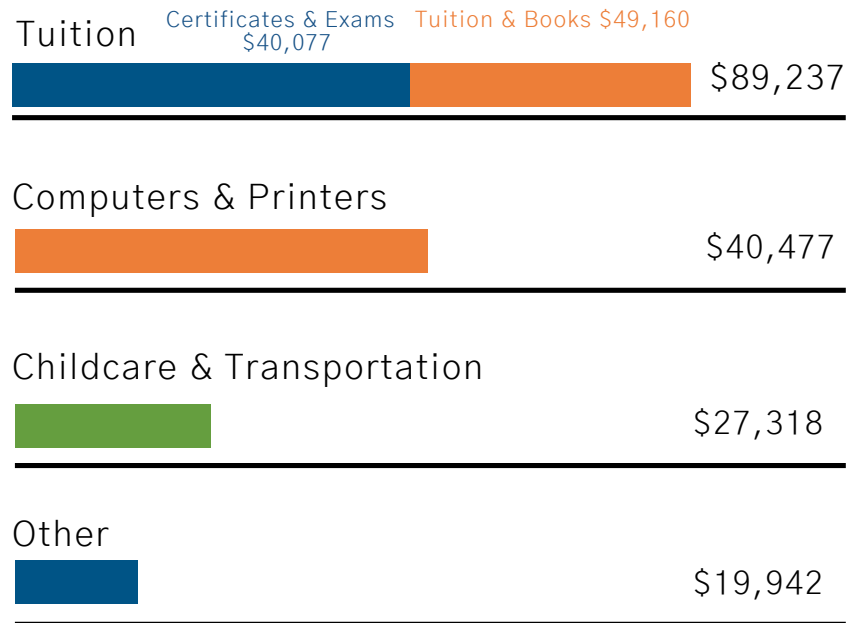 Tuition
Certificates & Exams
$40,077
Tuition & Books $49,160
$89,237
Computers & Printers
$40,477
Childcare & Transportation
$27,318
Other
$19,942